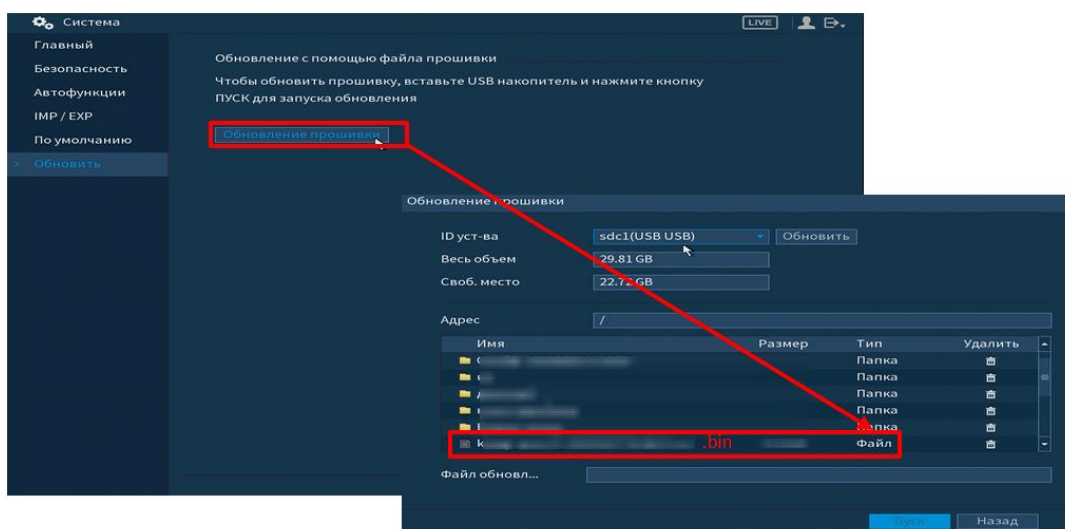 Система
LIVE
Главный
Безопасность
Автофункции
IMP / EXP
По умолчанию
Обновить
Обновление с помощью файла прошивки
Чтобы обновить прошивку, вставьте USB накопитель и нажмите кнопку
ПУСК для запуска обновления
Обновление прошивки
Обновление прошивки
ID уст-ва sdc1(USB USB) Обновить
Весь объем 29.81 GB
Своб. место 22.72 GB
Адрес /
Имя Размер Тип Удалить
Папка
Папка
Папка
Папка
Папка
k .bin Файл
Файл обновл...
Пуск Назад